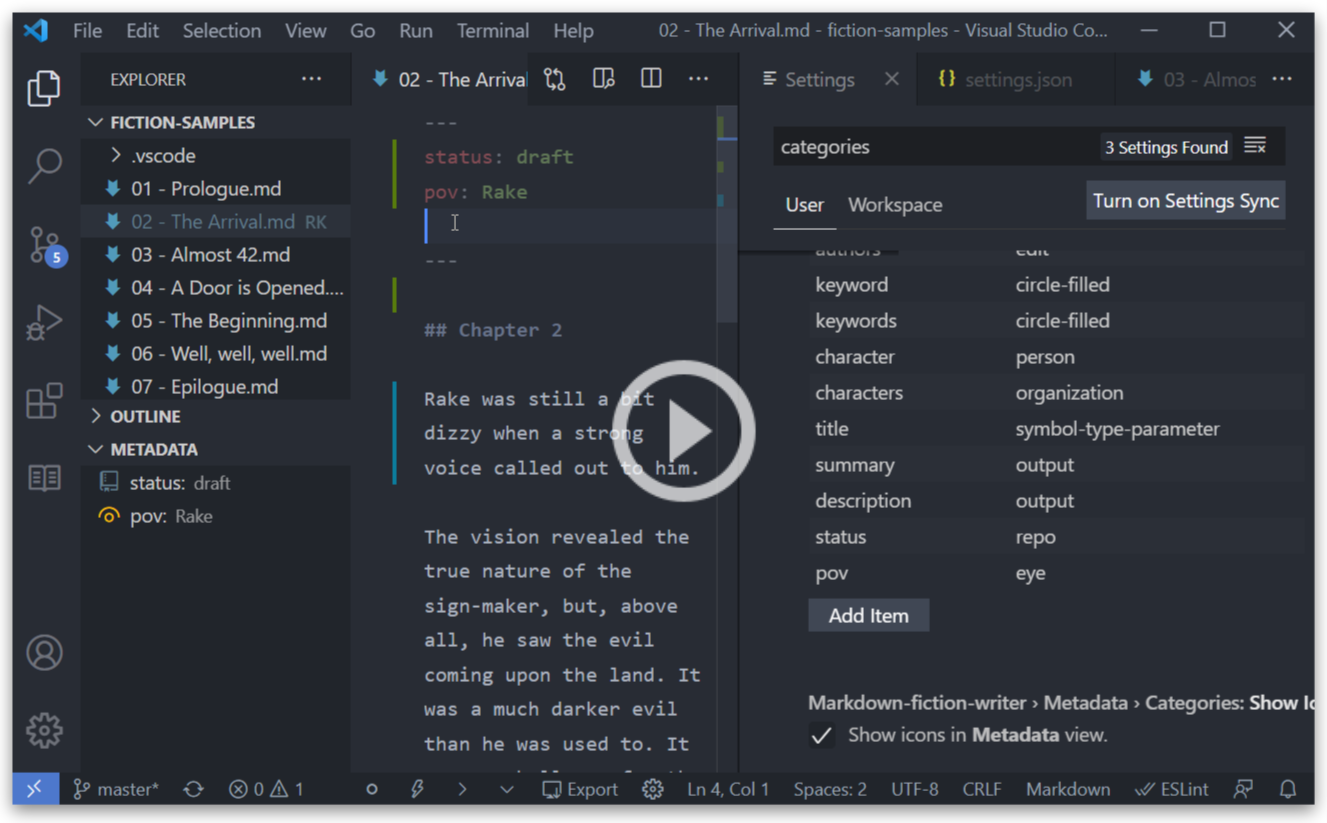 File Edit Selection View Go Run Terminal Help 02 - The Arrival.md - fiction-samples - Visual Studio Co...
EXPLORER
FICTION-SAMPLES
.vscode
01 - Prologue.md
02 - The Arrival.md RK
03 - Almost 42.md
04 - A Door is Opened....
05 - The Beginning.md
06 - Well, well, well.md
07 - Epilogue.md
OUTLINE
METADATA
status: draft
pov: Rake
5
02 - The Arrival
---
status: draft
pov: Rake
---
## Chapter 2
Rake was still a bit
dizzy when a strong
voice called out to him.
The vision revealed the
true nature of the
sign-maker, but, above
all, he saw the evil
coming upon the land. It
was a much darker evil
than he was used to. It
Settings settings.json 03 - Almos
categories 3 Settings Found
User Workspace Turn on Settings Sync
authors edit
keyword circle-filled
keywords circle-filled
character person
characters organization
title symbol-type-parameter
summary output
description output
status repo
pov eye
Add Item
Markdown-fiction-writer › Metadata › Categories: Show Ic
Show icons in Metadata view.
master* 0 1 Export Ln 4, Col 1 Spaces: 2 UTF-8 CRLF Markdown ESLint